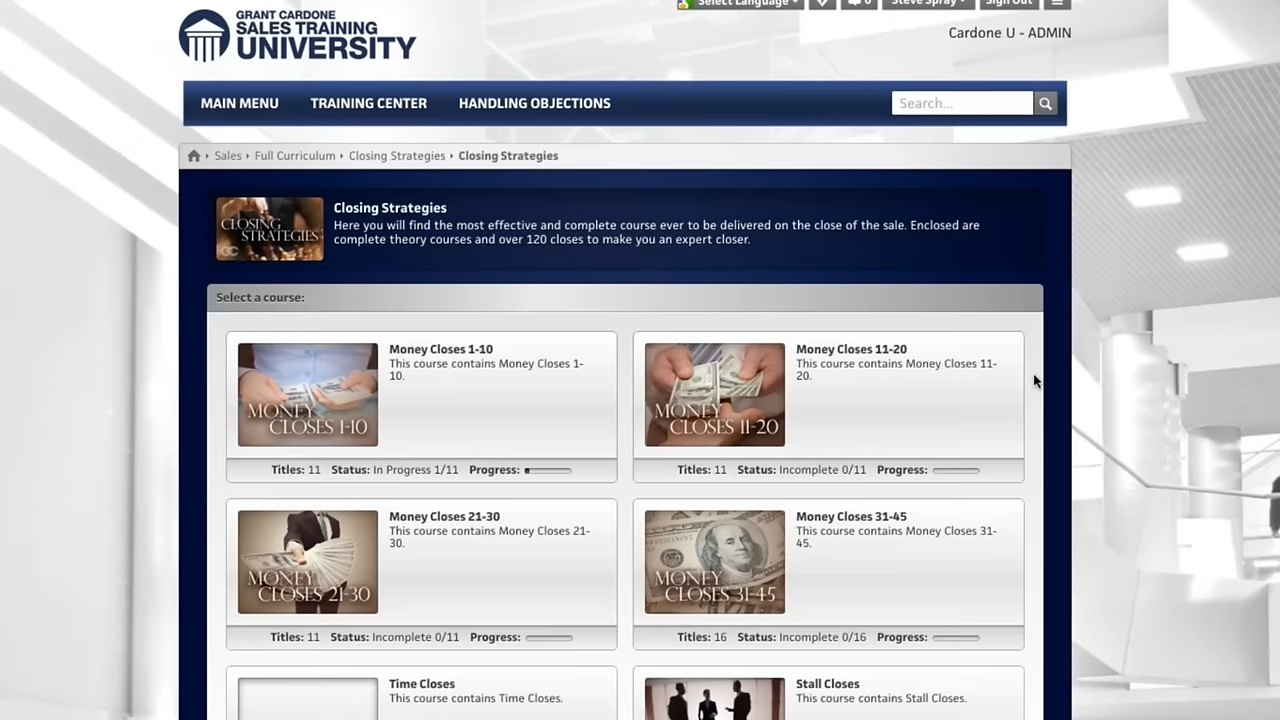 Select Language
0
Steve Spray
Sign Out
GRANT CARDONE
SALES TRAINING
UNIVERSITY
Cardone U - ADMIN
MAIN MENU
TRAINING CENTER
HANDLING OBJECTIONS
Search...
Sales
Full Curriculum
Closing Strategies
Closing Strategies
CLOSING
STRATEGIES
GC
Closing Strategies
Here you will find the most effective and complete course ever to be delivered on the close of the sale. Enclosed are
complete theory courses and over 120 closes to make you an expert closer.
Select a course:
MONEY
CLOSES 1-10
Money Closes 1-10
This course contains Money Closes 1-
10.
Titles: 11 Status: In Progress 1/11 Progress:
MONEY
CLOSES 11-20
Money Closes 11-20
This course contains Money Closes 11-
20.
Titles: 11 Status: Incomplete 0/11 Progress:
MONEY
CLOSES 21-30
Money Closes 21-30
This course contains Money Closes 21-
30.
Titles: 11 Status: Incomplete 0/11 Progress:
MONEY
CLOSES 31-45
Money Closes 31-45
This course contains Money Closes 31-
45.
Titles: 16 Status: Incomplete 0/16 Progress:
Time Closes
This course contains Time Closes.
Stall Closes
This course contains Stall Closes.